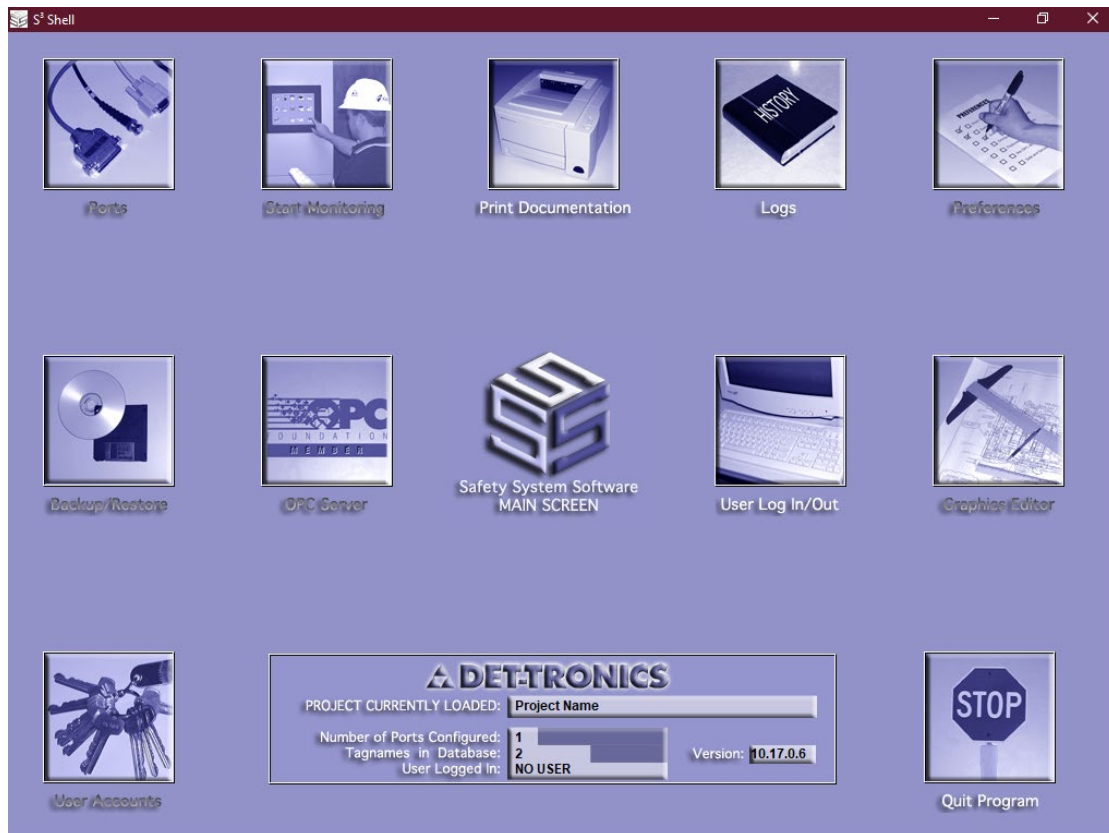 S³ Shell
HISTORY
PREFERENCES
Ports
Start Monitoring
Print Documentation
Logs
Preferences
OPC
FOUNDATION
MEMBER
Backup/Restore
OPC Server
Safety System Software
MAIN SCREEN
User Log In/Out
Graphics Editor
DET-TRONICS
PROJECT CURRENTLY LOADED: Project Name
Number of Ports Configured: 1
Tagnames in Database: 2
Version: 10.17.0.6
User Logged In: NO USER
STOP
User Accounts
Quit Program